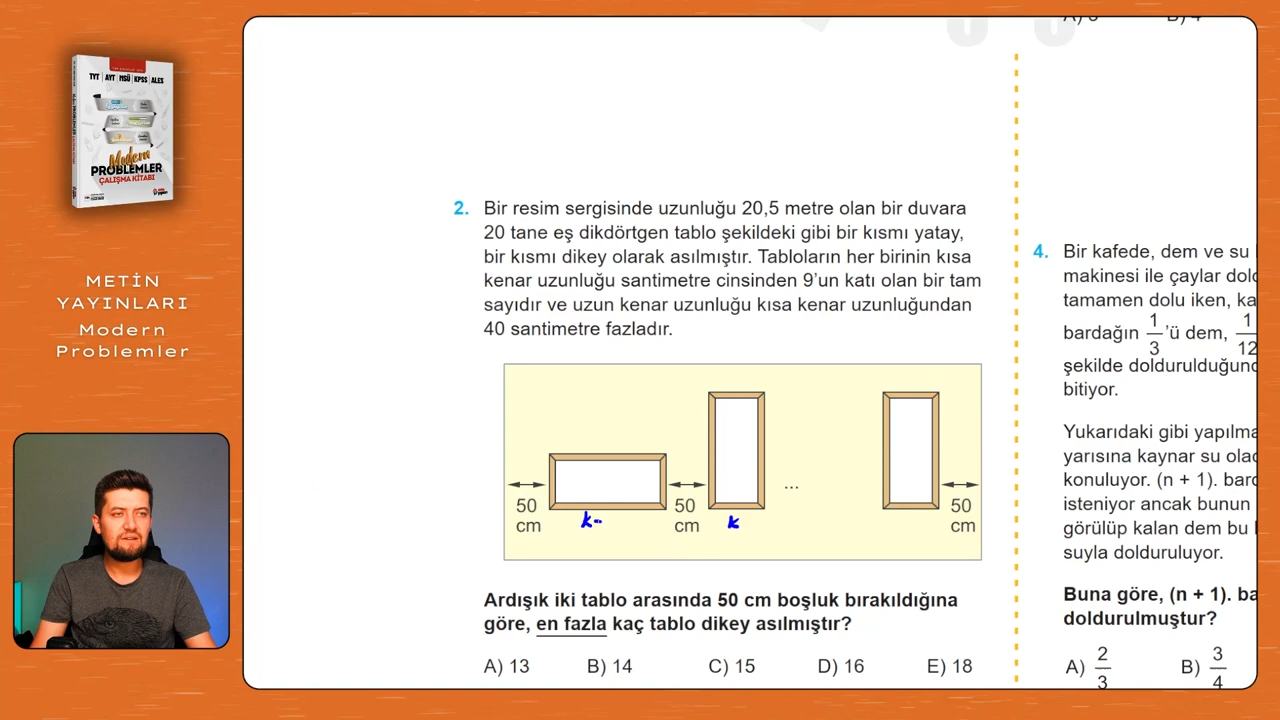 TYT | AYT | MSÜ | KPSS | ALES
Modern
PROBLEMLER
ÇALIŞMA KİTABI
METİN
YAYINLARI
Modern
Problemler
2. Bir resim sergisinde uzunluğu 20,5 metre olan bir duvara
20 tane eş dikdörtgen tablo şekildeki gibi bir kısmı yatay,
bir kısmı dikey olarak asılmıştır. Tabloların her birinin kısa
kenar uzunluğu santimetre cinsinden 9'un katı olan bir tam
sayıdır ve uzun kenar uzunluğu kısa kenar uzunluğundan
40 santimetre fazladır.
50
cm
k
50
cm
k
...
50
cm
Ardışık iki tablo arasında 50 cm boşluk bırakıldığına
göre, en fazla kaç tablo dikey asılmıştır?
A) 13 B) 14 C) 15 D) 16 E) 18
4. Bir kafede, dem ve su
makinesi ile çaylar
tamamen dolu iken,
bardağın 1/3'ü dem,
1/12
şekilde
bitiyor.
Yukarıdaki gibi
yarısına kaynar su
konuluyor. (n + 1).
isteniyor ancak bunun
görülüp kalan dem bu
suyla dolduruluyor.
Buna göre, (n + 1).
doldurulmuştur?
A) 2/3 B) 3/4